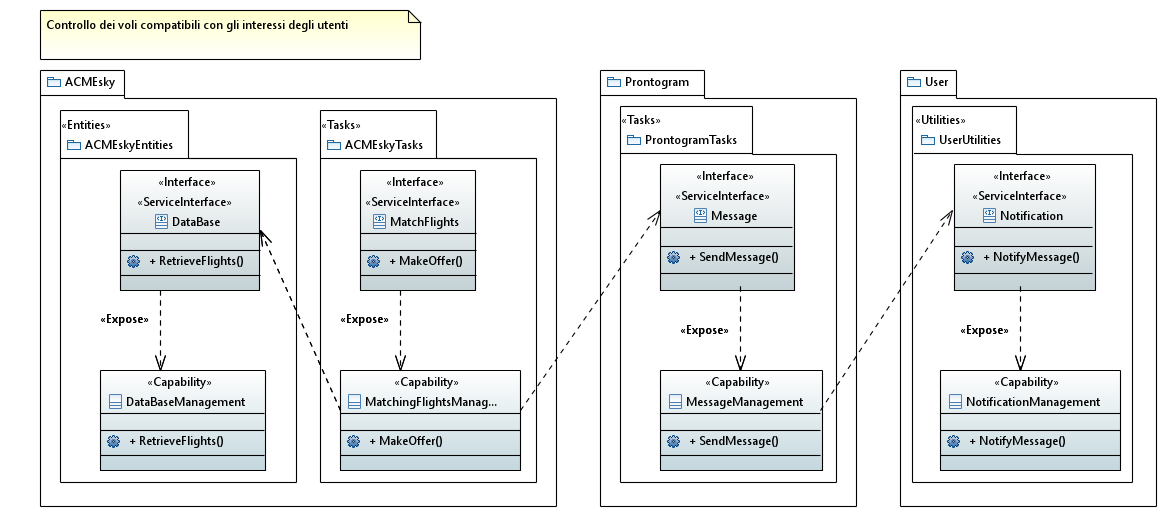 Controllo dei voli compatibili con gli interessi degli utenti
ACMEsky
«Entities»
ACMEskyEntities
«Interface»
«ServiceInterface»
DataBase
+ RetrieveFlights()
«Expose»
«Capability»
DataBaseManagement
+ RetrieveFlights()
«Tasks»
ACMEskyTasks
«Interface»
«ServiceInterface»
MatchFlights
+ MakeOffer()
«Expose»
«Capability»
MatchingFlightsManag...
+ MakeOffer()
Prontogram
«Tasks»
ProntogramTasks
«Interface»
«ServiceInterface»
Message
+ SendMessage()
«Expose»
«Capability»
MessageManagement
+ SendMessage()
User
«Utilities»
UserUtilities
«Interface»
«ServiceInterface»
Notification
+ NotifyMessage()
«Expose»
«Capability»
NotificationManagement
+ NotifyMessage()